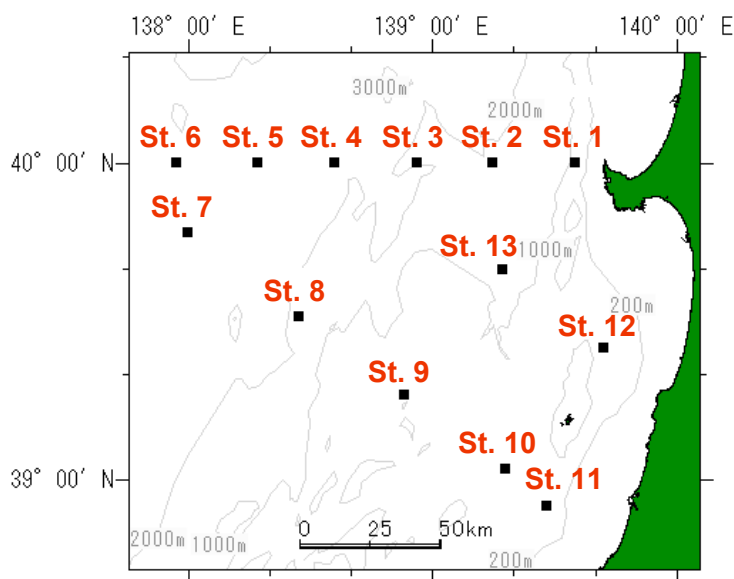 138° 00′ E 139° 00′ E 140° 00′ E
3000m
2000m
St. 6 St. 5 St. 4 St. 3 St. 2 St. 1
40° 00′ N
St. 7
St. 13
1000m
St. 8
200m
St. 12
St. 9
St. 10
39° 00′ N
St. 11
0 25 50km
2000m 1000m
200m